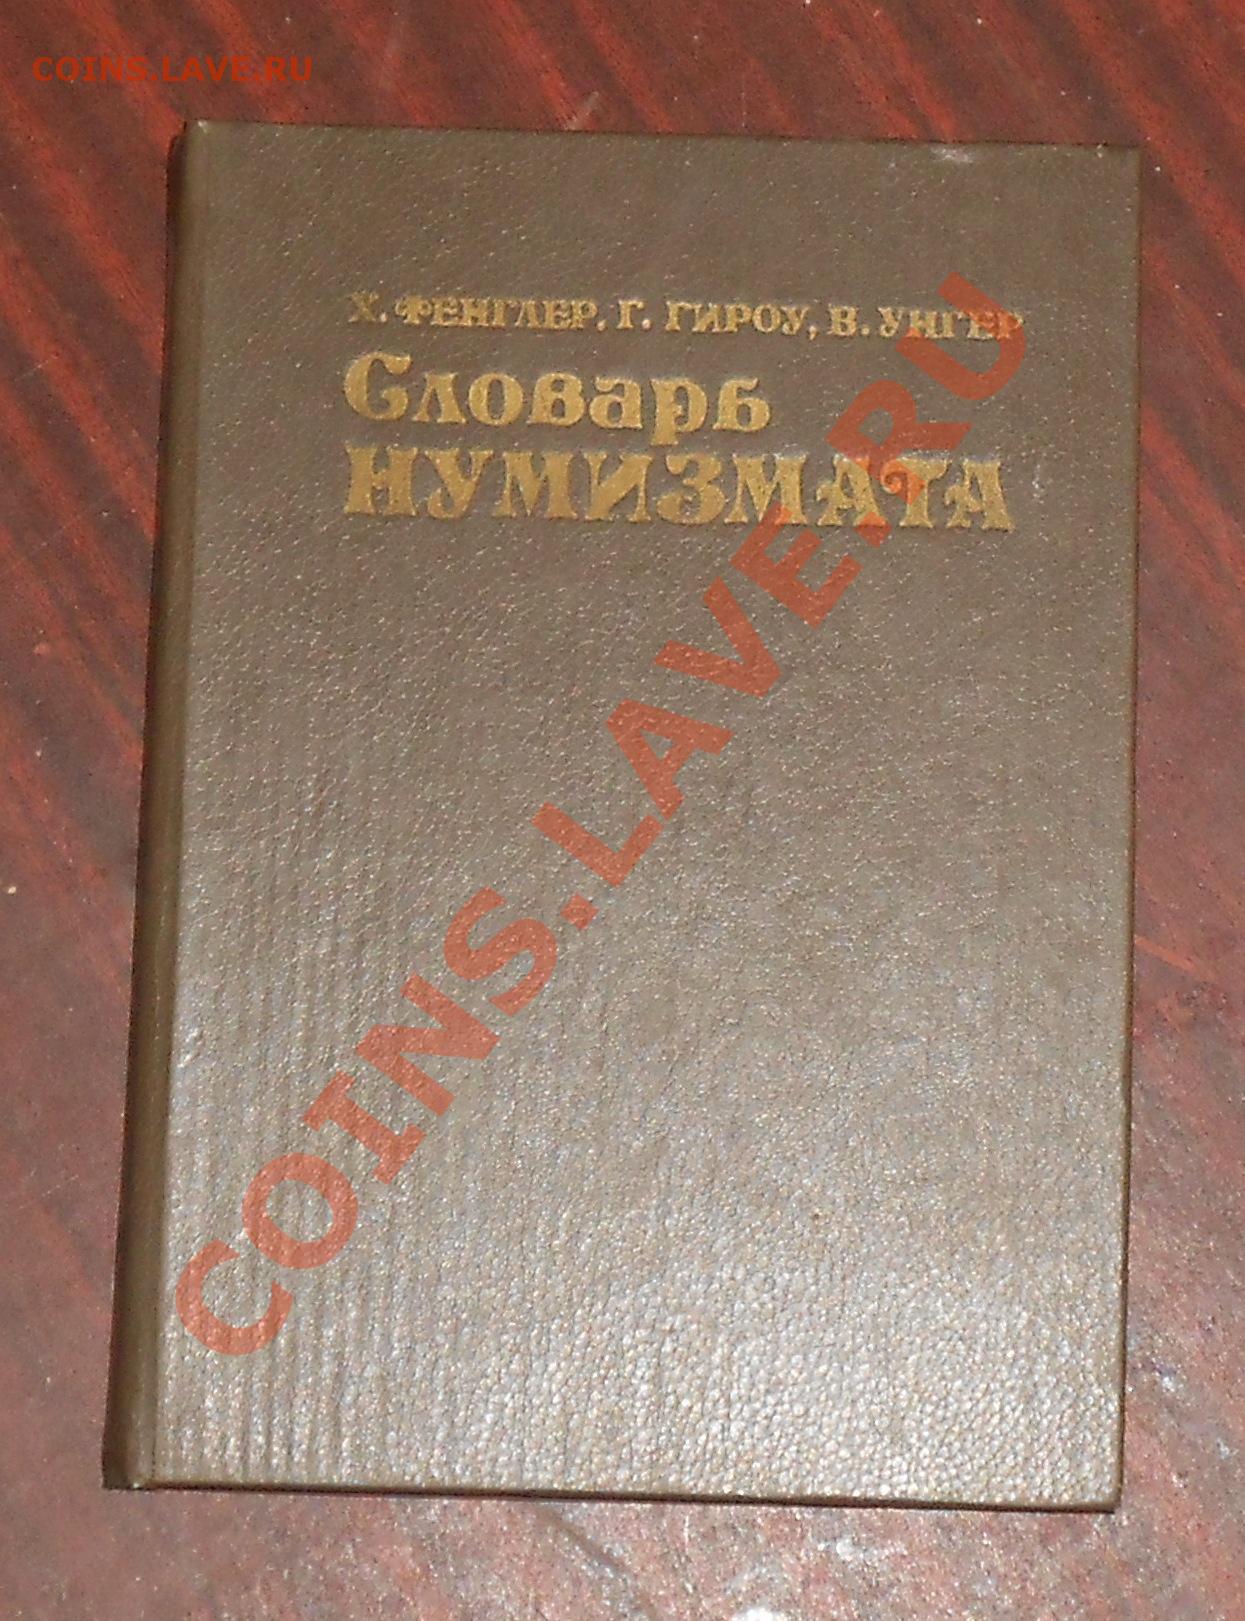 COINS.LAVE.RU
Х. ФЕНГЛЕР, Г. ГИРОУ, В. УНГЕР
Словарь
НУМИЗМАТА
COINS.LAVE.RU